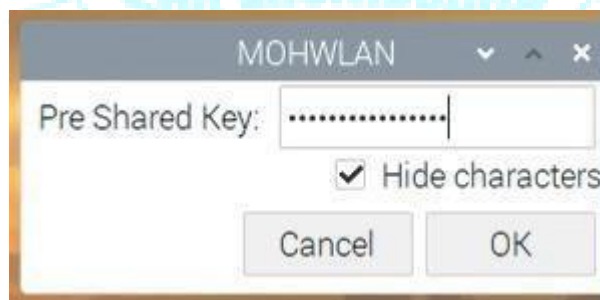 MOHWLAN
Pre Shared Key: ................
Hide characters
Cancel OK